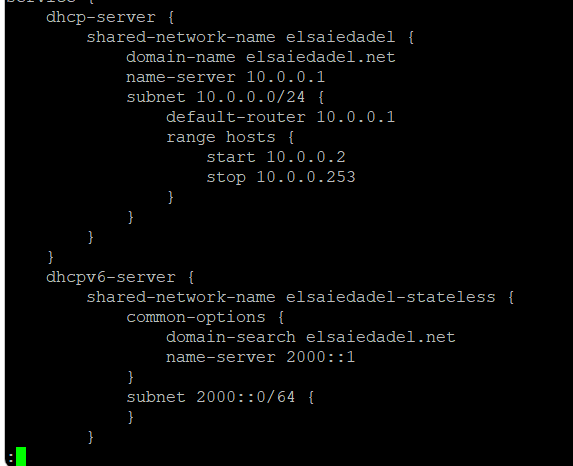 service {
dhcp-server {
shared-network-name elsaiedadel {
domain-name elsaiedadel.net
name-server 10.0.0.1
subnet 10.0.0.0/24 {
default-router 10.0.0.1
range hosts {
start 10.0.0.2
stop 10.0.0.253
}
}
}
}
dhcpv6-server {
shared-network-name elsaiedadel-stateless {
common-options {
domain-search elsaiedadel.net
name-server 2000::1
}
subnet 2000::0/64 {
}
}
: